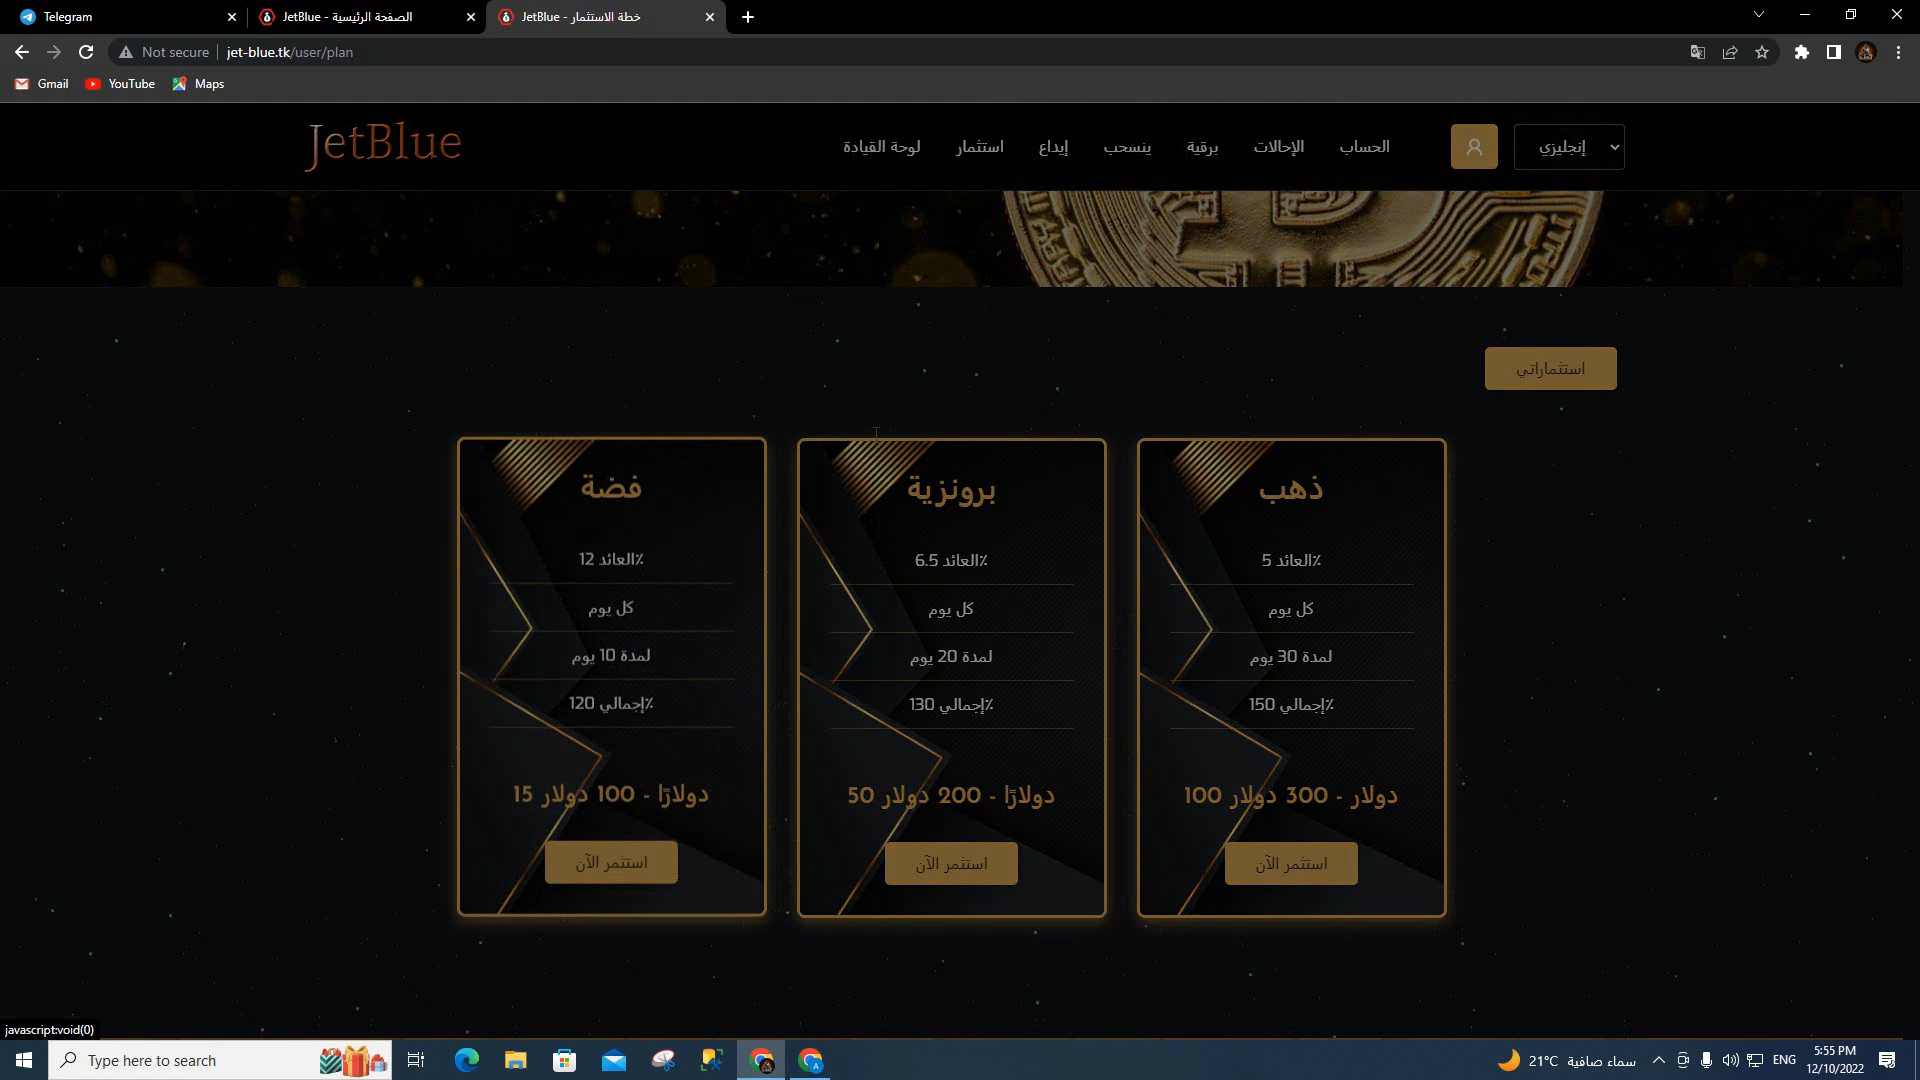 Telegram
JetBlue - الصفحة الرئيسية
JetBlue - خطة الاستثمار
Not secure
jet-blue.tk/user/plan
Gmail
YouTube
Maps
JetBlue
لوحة القيادة
استثمار
إيداع
ينسحب
برقية
الإحالات
الحساب
إنجليزي
استثماراتي
فضة
٪العائد 12
كل يوم
لمدة 10 يوم
٪إجمالي 120
دولارًا - 100 دولار 15
استثمر الآن
برونزية
٪العائد 6.5
كل يوم
لمدة 20 يوم
٪إجمالي 130
دولارًا - 200 دولار 50
استثمر الآن
ذهب
٪العائد 5
كل يوم
لمدة 30 يوم
٪إجمالي 150
دولار - 300 دولار 100
استثمر الآن
javascript:void(0)
Type here to search
21°C سماء صافية
ENG
5:55 PM
12/10/2022